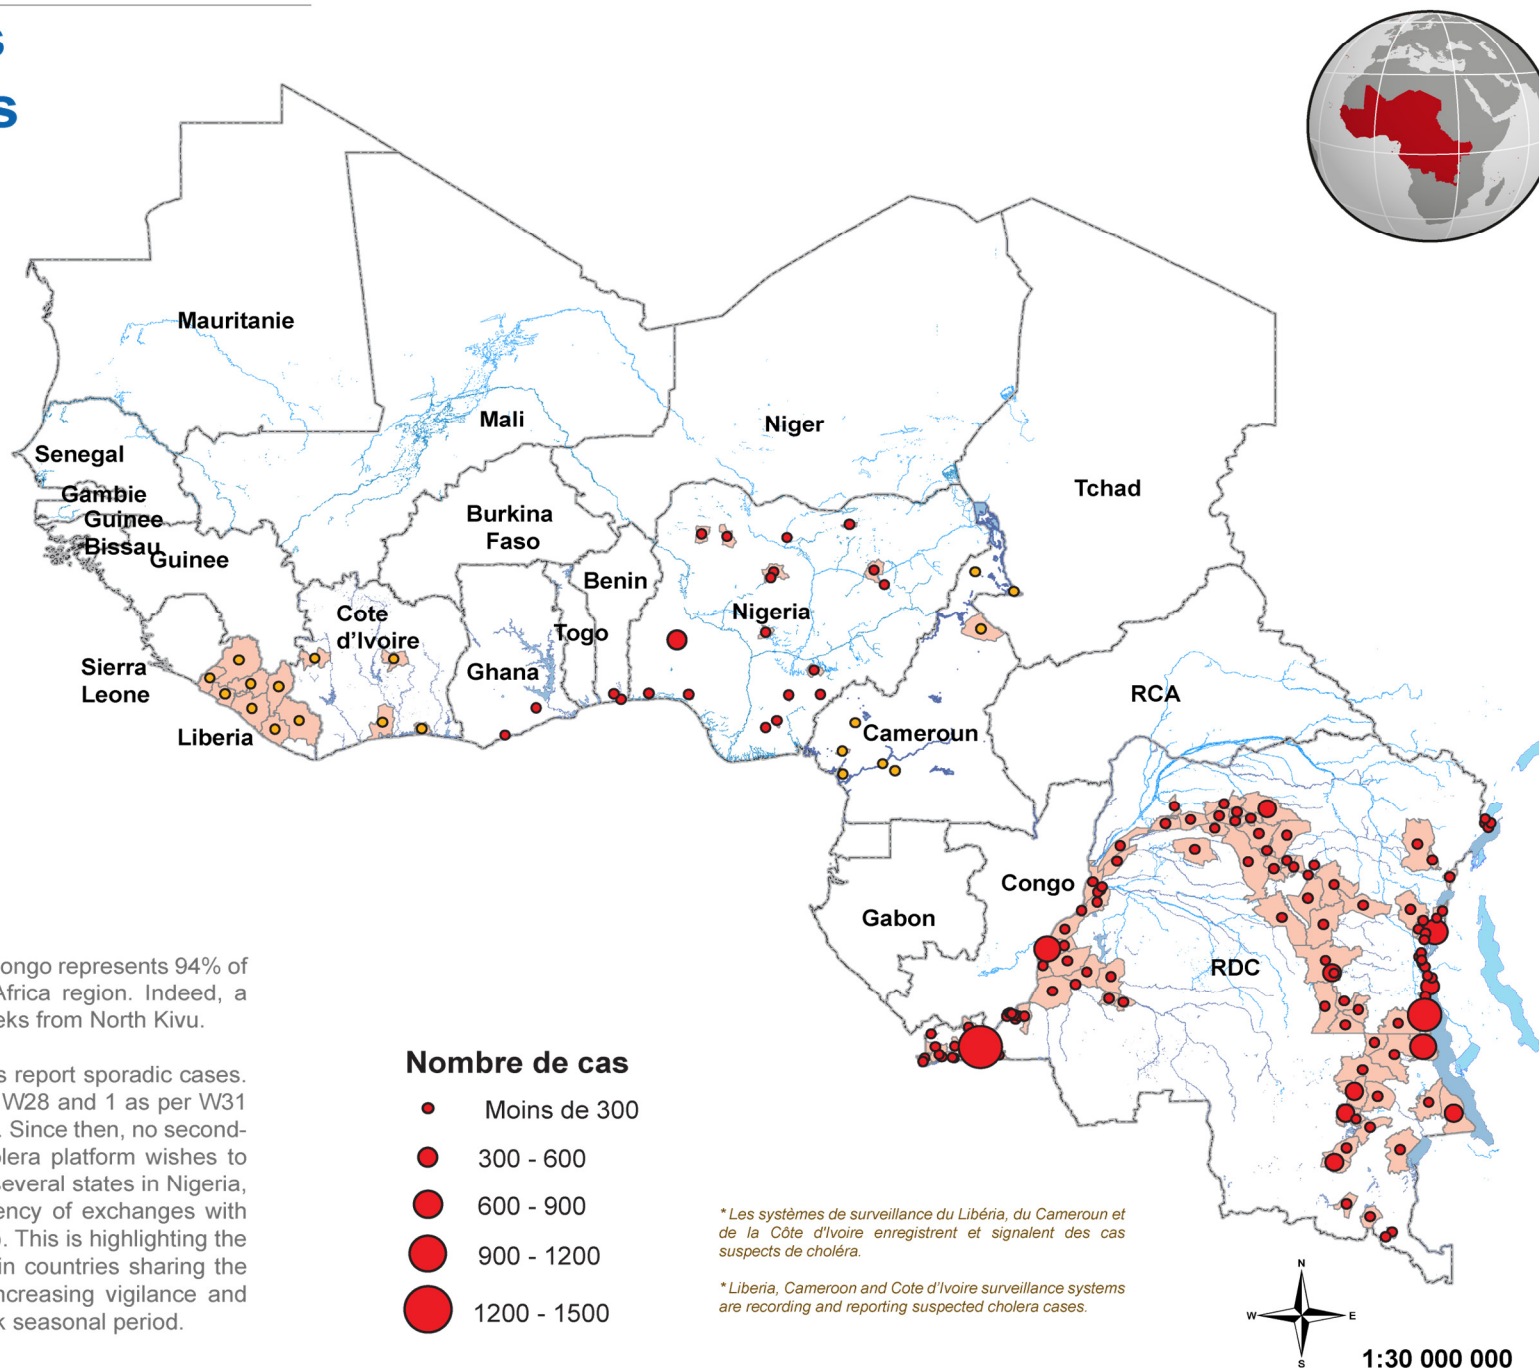 s
s
Mauritanie
Mali
Niger
Senegal
Tchad
Gambie
Guinee
Bissau
Guinee
Burkina
Faso
Benin
Nigeria
Cote
d'Ivoire
Togo
Ghana
Sierra
Leone
Liberia
RCA
Cameroun
Congo
Gabon
RDC
ongo represents 94% of
Africa region. Indeed, a
eks from North Kivu.
s report sporadic cases.
W28 and 1 as per W31
. Since then, no second-
olera platform wishes to
several states in Nigeria,
ency of exchanges with
). This is highlighting the
in countries sharing the
ncreasing vigilance and
k seasonal period.
Nombre de cas
Moins de 300
300 - 600
600 - 900
900 - 1200
1200 - 1500
* Les systèmes de surveillance du Libéria, du Cameroun et
de la Côte d'Ivoire enregistrent et signalent des cas
suspects de choléra.
* Liberia, Cameroon and Cote d'Ivoire surveillance systems
are recording and reporting suspected cholera cases.
N
W
E
S
1:30 000 000